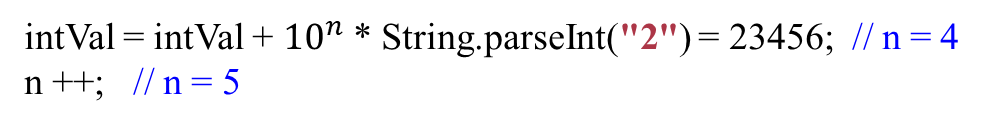 intVal = intVal + 10ⁿ * String.parseInt("2") = 23456; // n = 4
n ++; // n = 5